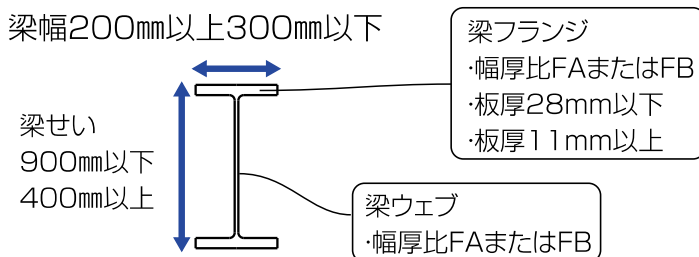 梁幅200㎜以上300㎜以下
梁せい
900㎜以下
400㎜以上
梁フランジ
･幅厚比FAまたはFB
･板厚28mm以下
･板厚11mm以上
梁ウェブ
･幅厚比FAまたはFB